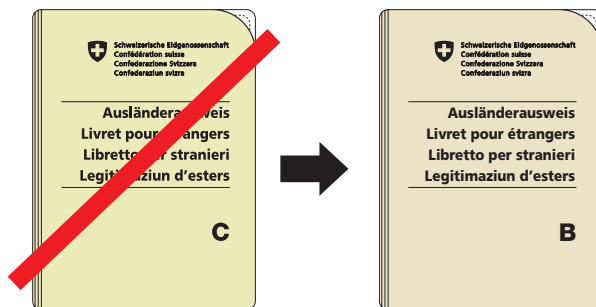 Schweizerische Eidgenossenschaft
Confédération suisse
Confederazione Svizzera
Confederaziun svizra
Ausländerausweis
Livret pour étrangers
Libretto per stranieri
Legitimaziun d'esters
C
Schweizerische Eidgenossenschaft
Confédération suisse
Confederazione Svizzera
Confederaziun svizra
Ausländerausweis
Livret pour étrangers
Libretto per stranieri
Legitimaziun d'esters
B